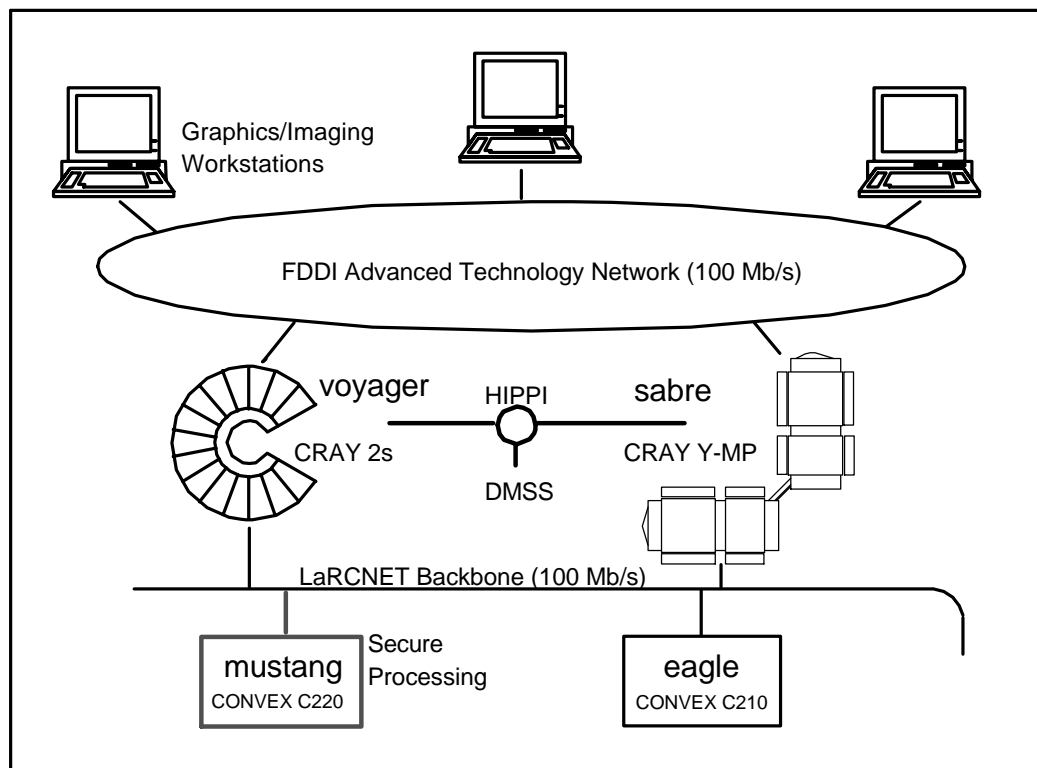 Graphics/Imaging
Workstations
FDDI Advanced Technology Network (100 Mb/s)
voyager
HIPPI
sabre
CRAY 2s
CRAY Y-MP
DMSS
LaRCNET Backbone (100 Mb/s)
mustang
CONVEX C220
Secure
Processing
eagle
CONVEX C210